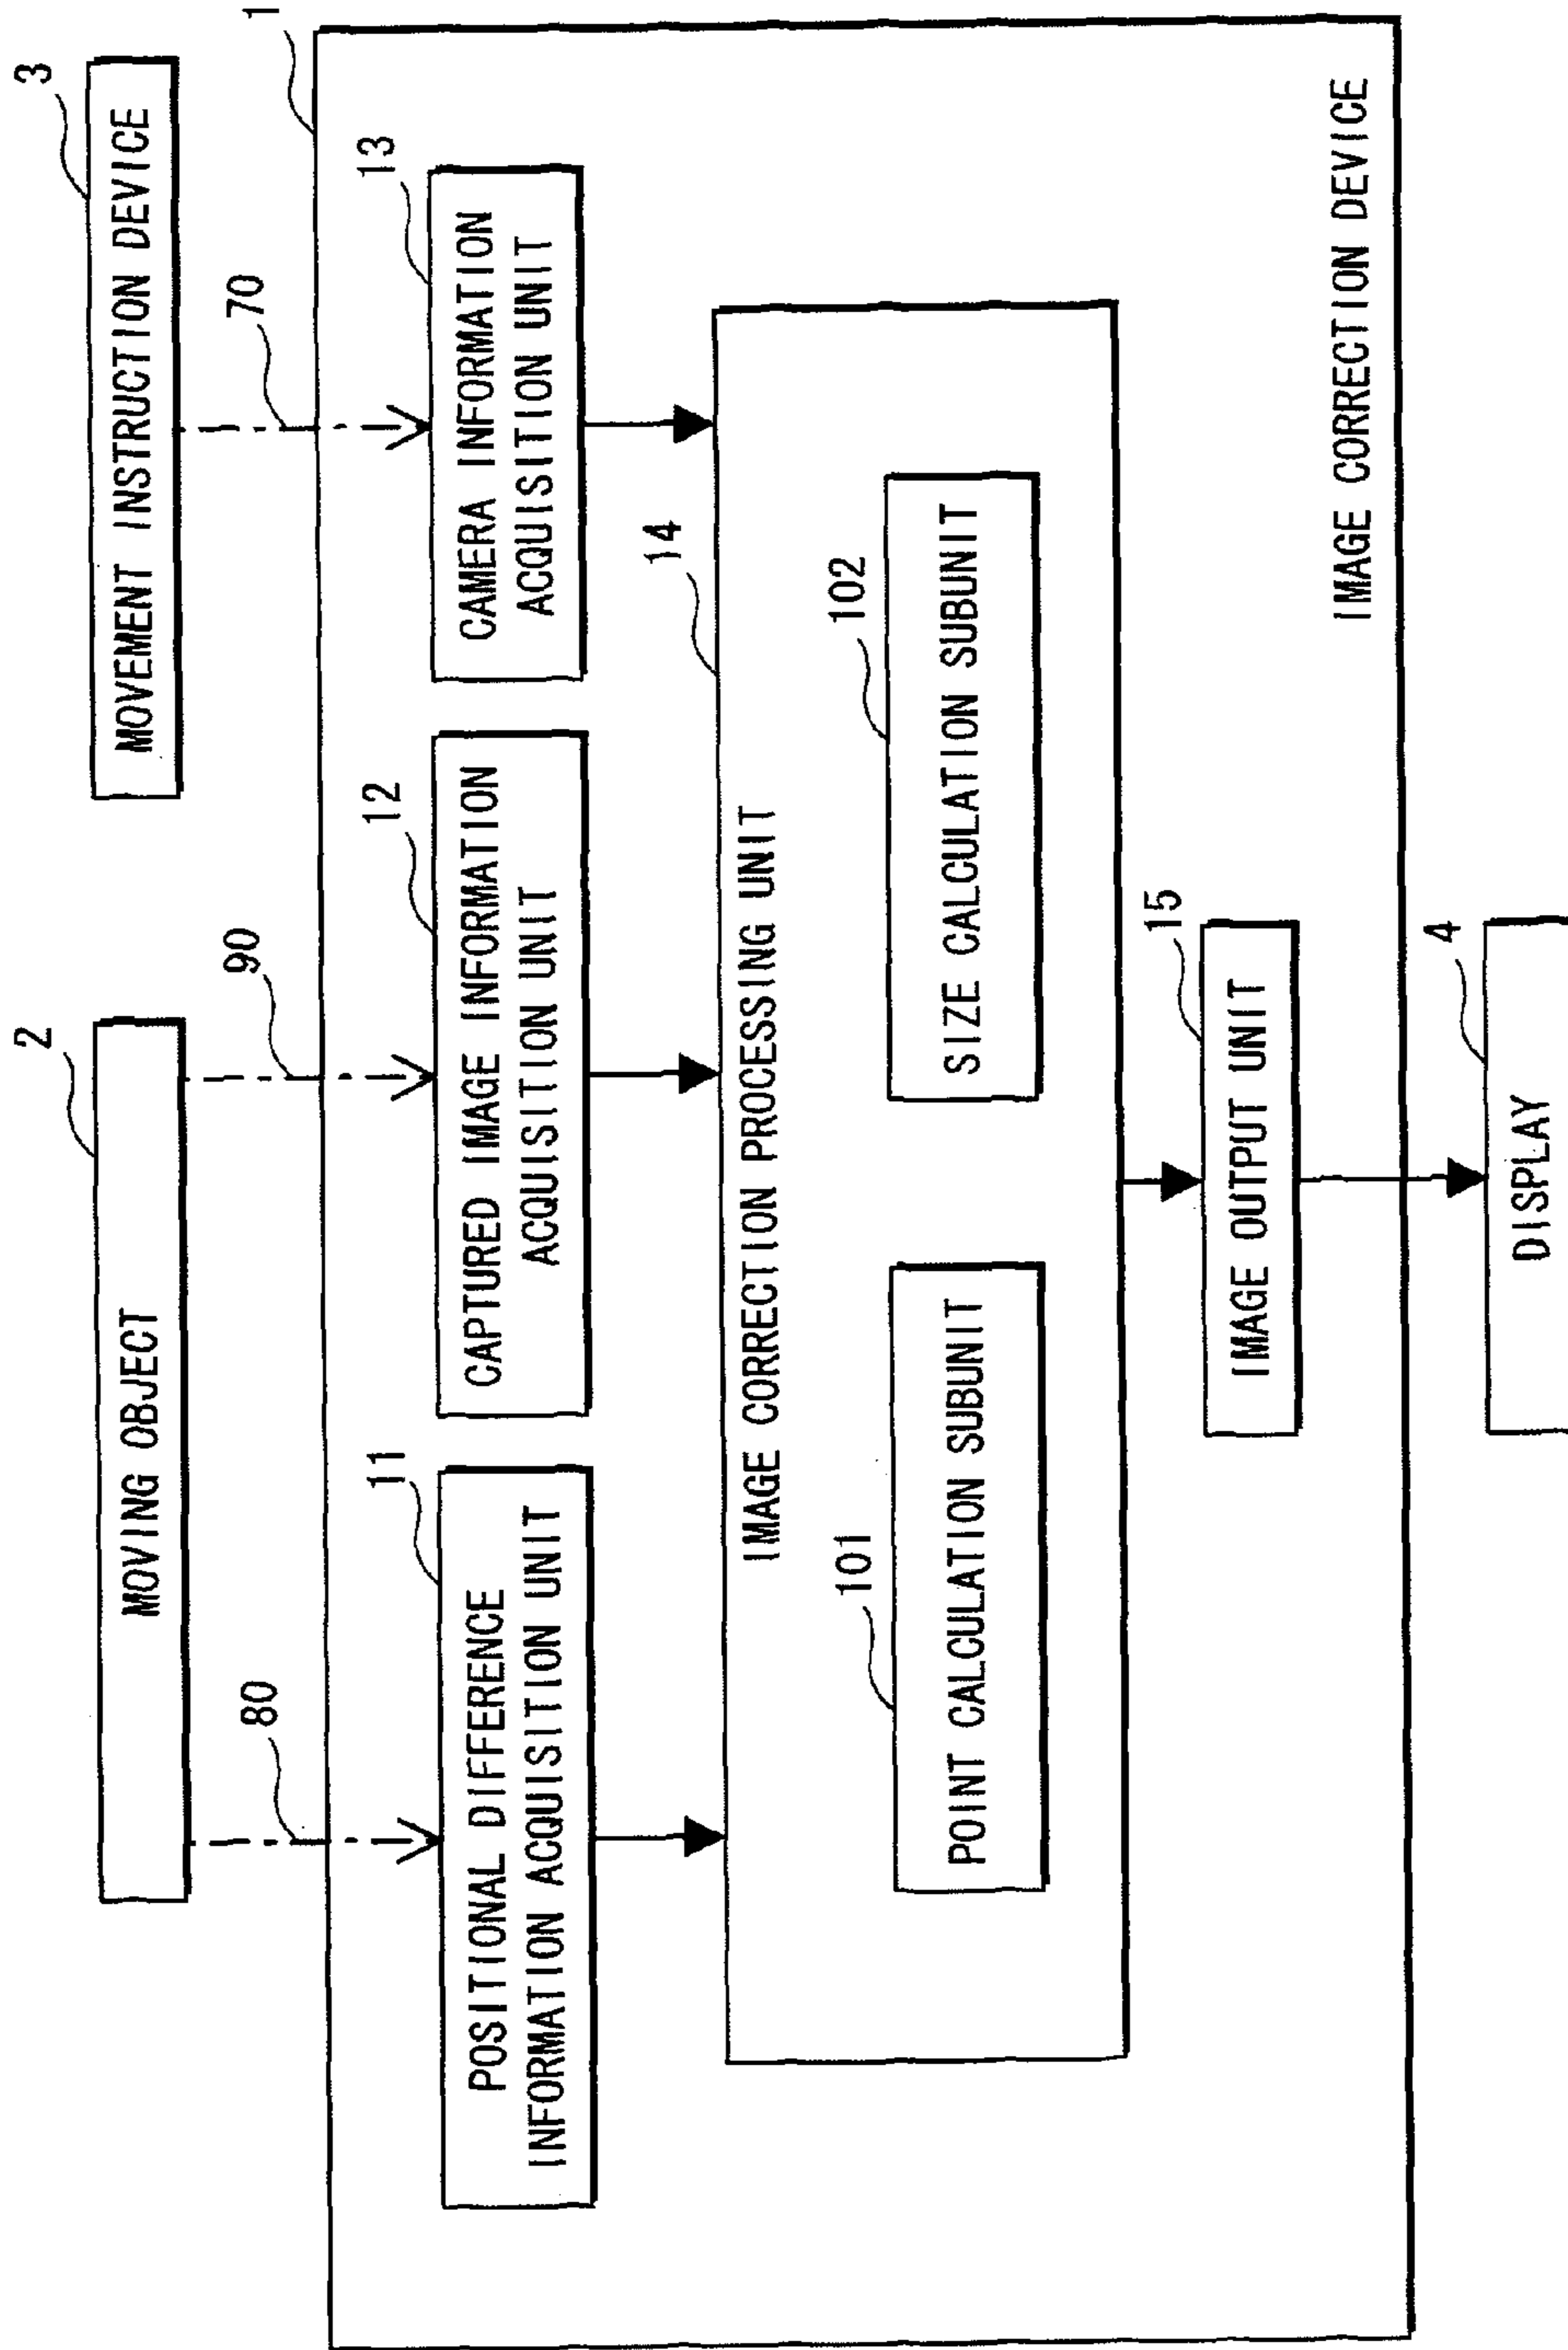 2
MOVING OBJECT
3
MOVEMENT INSTRUCTION DEVICE
80
90
70
1
11
POSITIONAL DIFFERENCE
INFORMATION ACQUISITION UNIT
12
CAPTURED IMAGE INFORMATION
ACQUISITION UNIT
13
CAMERA INFORMATION
ACQUISITION UNIT
14
IMAGE CORRECTION PROCESSING UNIT
101
POINT CALCULATION SUBUNIT
102
SIZE CALCULATION SUBUNIT
15
IMAGE OUTPUT UNIT
IMAGE CORRECTION DEVICE
4
DISPLAY